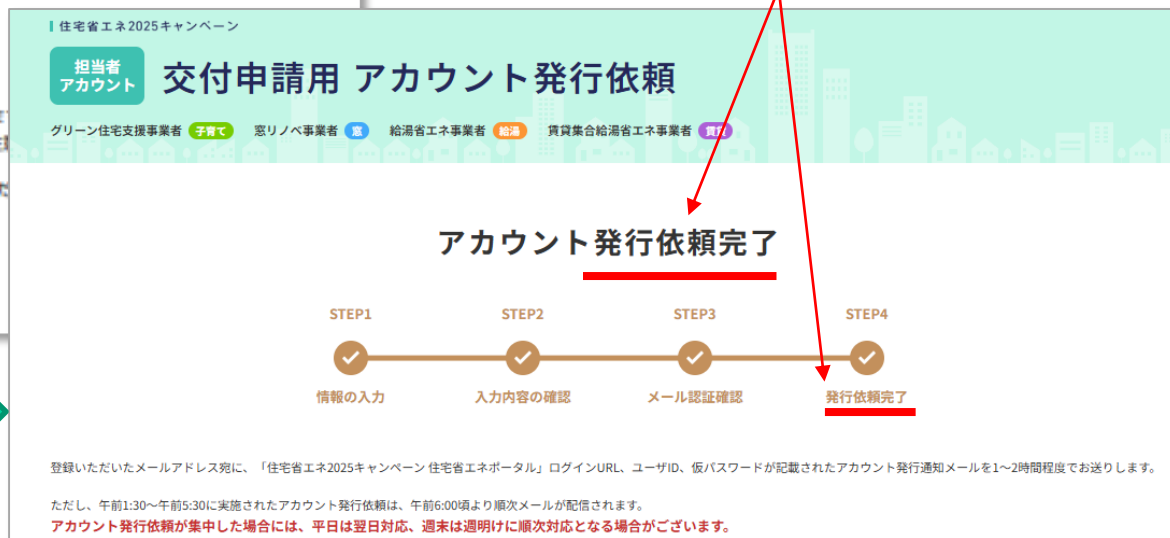 住宅省エネ2025キャンペーン
担当者
アカウント
交付申請用 アカウント発行依頼
グリーン住宅支援事業者 子育て 窓リノベ事業者 窓 給湯省エネ事業者 給湯 賃貸集合給湯省エネ事業者 賃貸
アカウント発行依頼完了
STEP1 STEP2 STEP3 STEP4
情報の入力 入力内容の確認 メール認証確認 発行依頼完了
登録いただいたメールアドレス宛に、「住宅省エネ2025キャンペーン 住宅省エネポータル」ログインURL、ユーザID、仮パスワードが記載されたアカウント発行通知メールを1~2時間程度でお送りします。
ただし、午前1:30~午前5:30に実施されたアカウント発行依頼は、午前6:00頃より順次メールが配信されます。
アカウント発行依頼が集中した場合には、平日は翌日対応、週末は週明けに順次対応となる場合がございます。